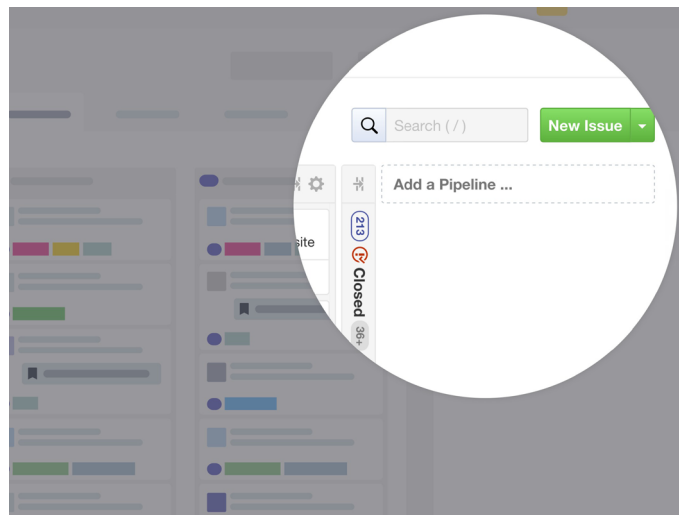 Search ( / )
New Issue
Add a Pipeline ...
site
213
Closed
36+